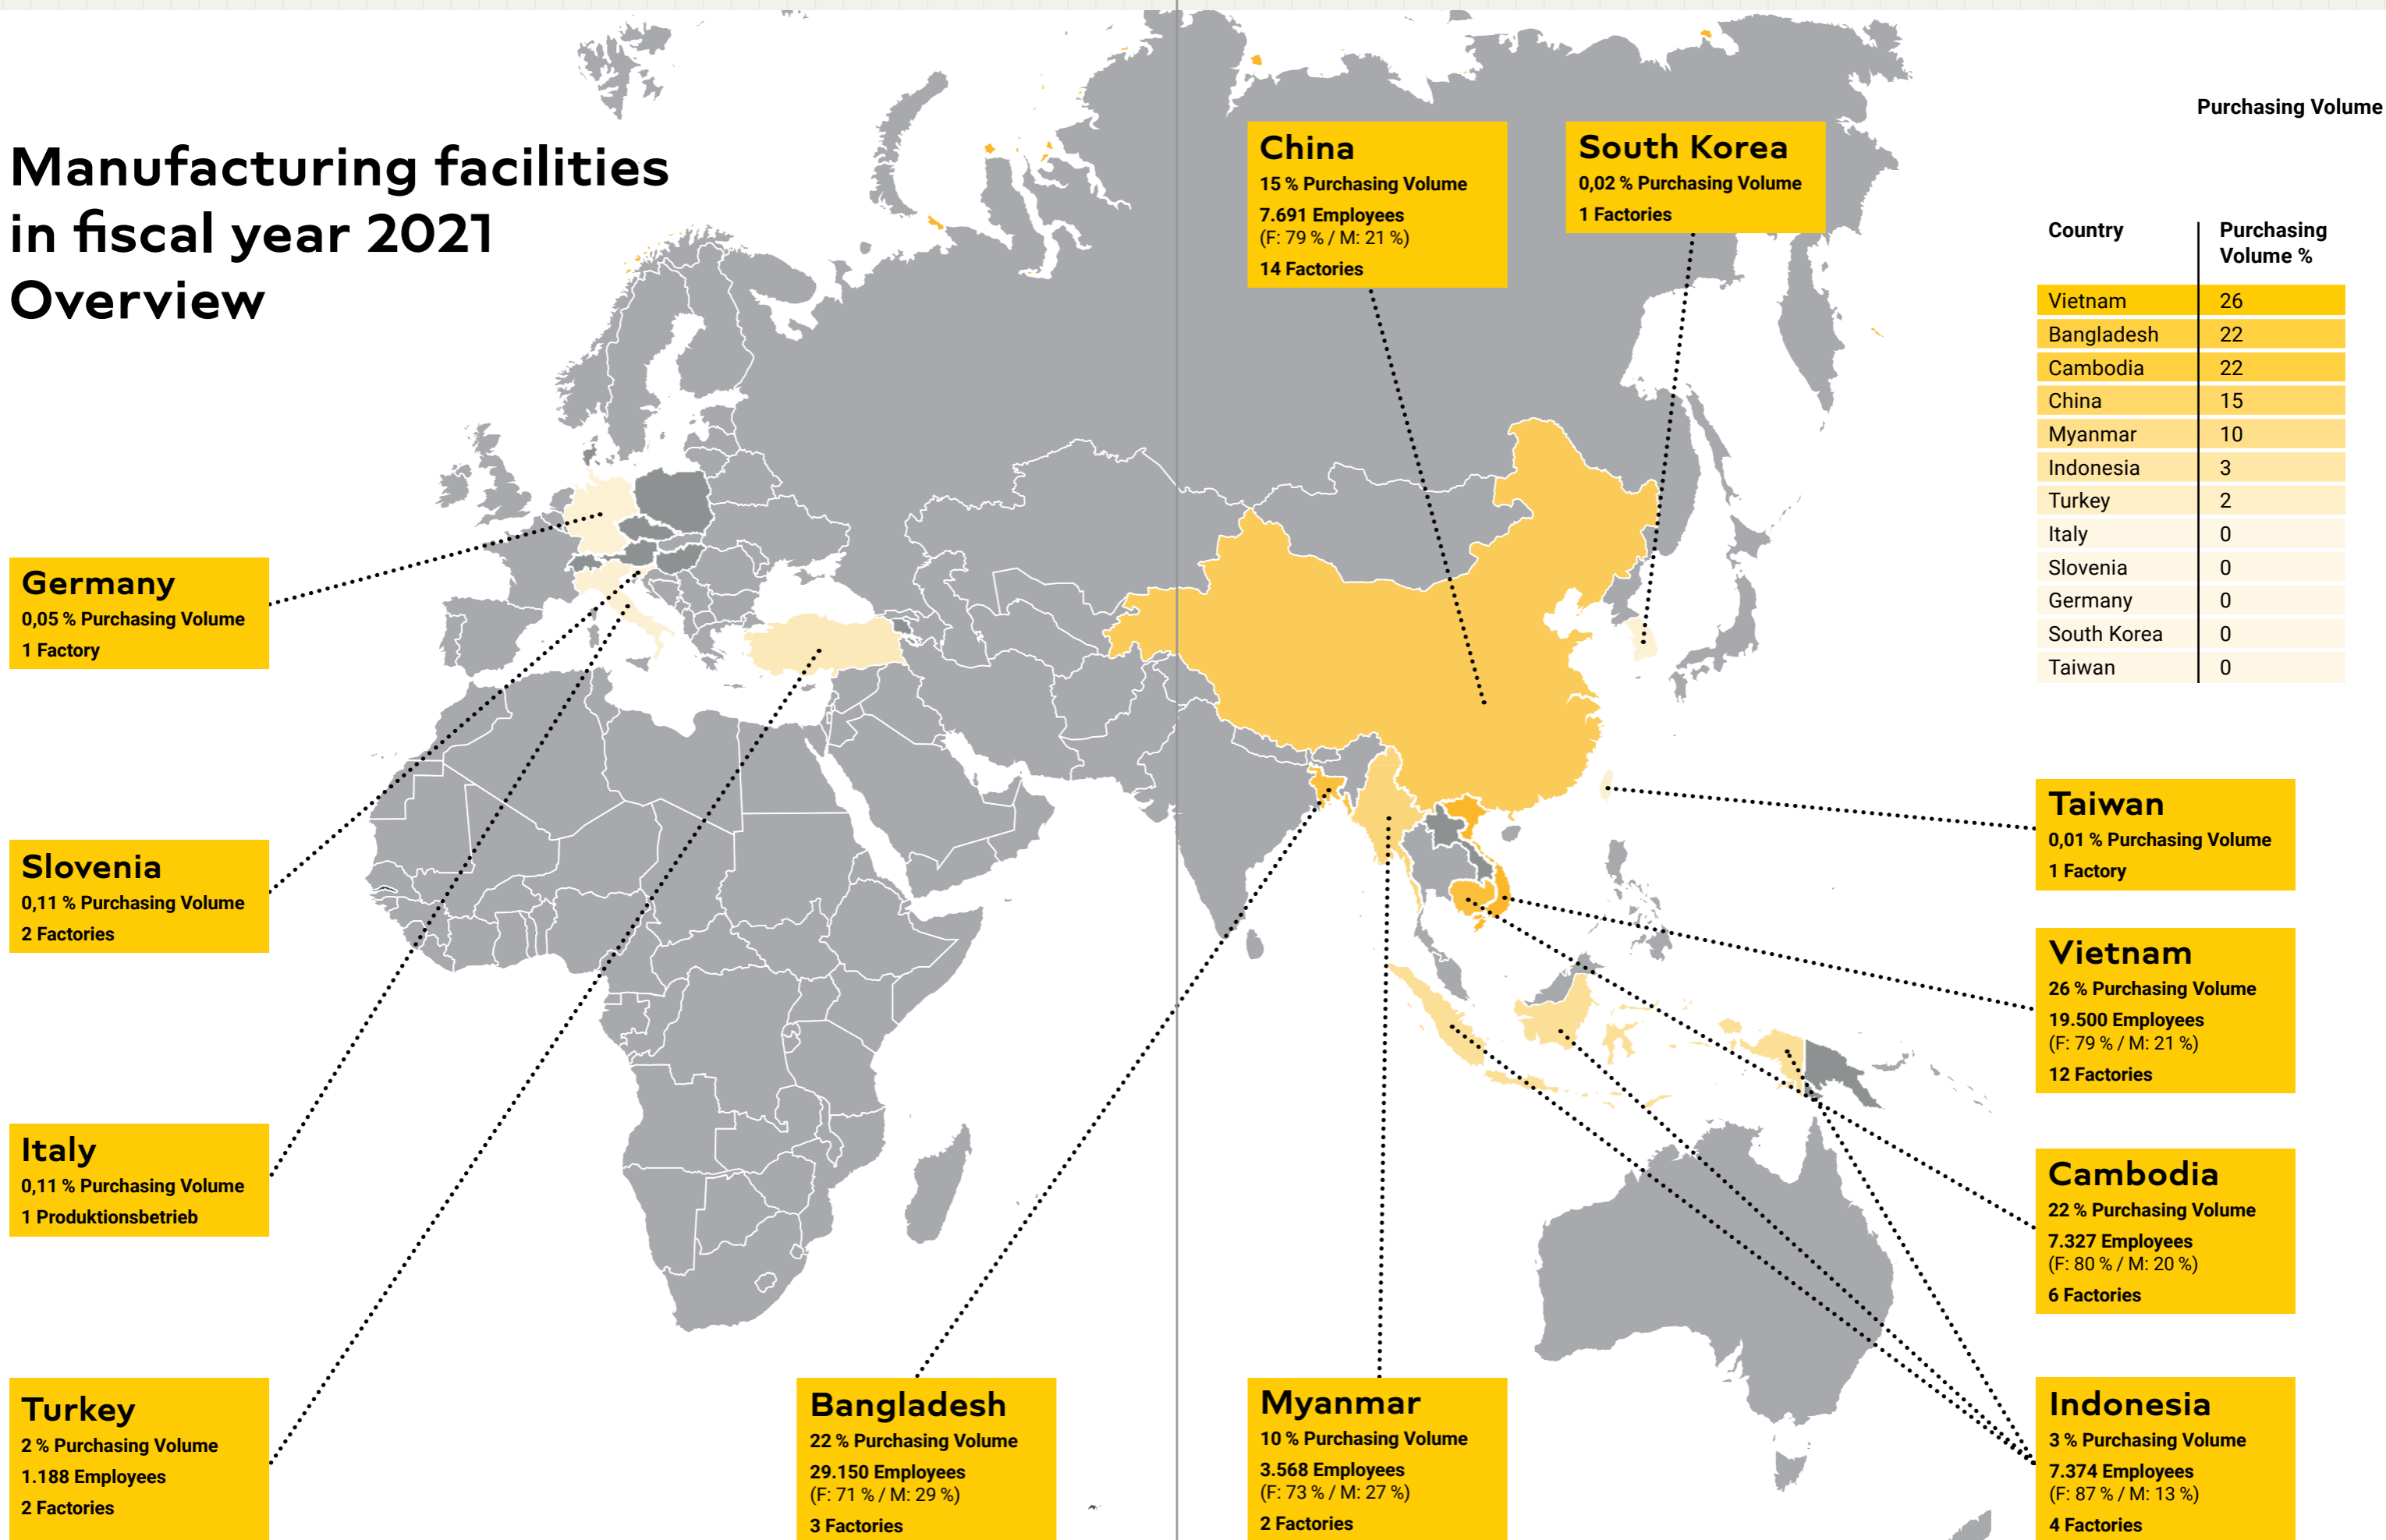 Manufacturing facilities
in fiscal year 2021
Overview
China
15 % Purchasing Volume
7.691 Employees
(F: 79 % / M: 21 %)
14 Factories
South Korea
0,02 % Purchasing Volume
1 Factories
Purchasing Volume
Country Purchasing
Volume %
Vietnam 26
Bangladesh 22
Cambodia 22
China 15
Myanmar 10
Indonesia 3
Turkey 2
Italy 0
Slovenia 0
Germany 0
South Korea 0
Taiwan 0
Germany
0,05 % Purchasing Volume
1 Factory
Slovenia
0,11 % Purchasing Volume
2 Factories
Italy
0,11 % Purchasing Volume
1 Produktionsbetrieb
Turkey
2 % Purchasing Volume
1.188 Employees
2 Factories
Bangladesh
22 % Purchasing Volume
29.150 Employees
(F: 71 % / M: 29 %)
3 Factories
Myanmar
10 % Purchasing Volume
3.568 Employees
(F: 73 % / M: 27 %)
2 Factories
Taiwan
0,01 % Purchasing Volume
1 Factory
Vietnam
26 % Purchasing Volume
19.500 Employees
(F: 79 % / M: 21 %)
12 Factories
Cambodia
22 % Purchasing Volume
7.327 Employees
(F: 80 % / M: 20 %)
6 Factories
Indonesia
3 % Purchasing Volume
7.374 Employees
(F: 87 % / M: 13 %)
4 Factories